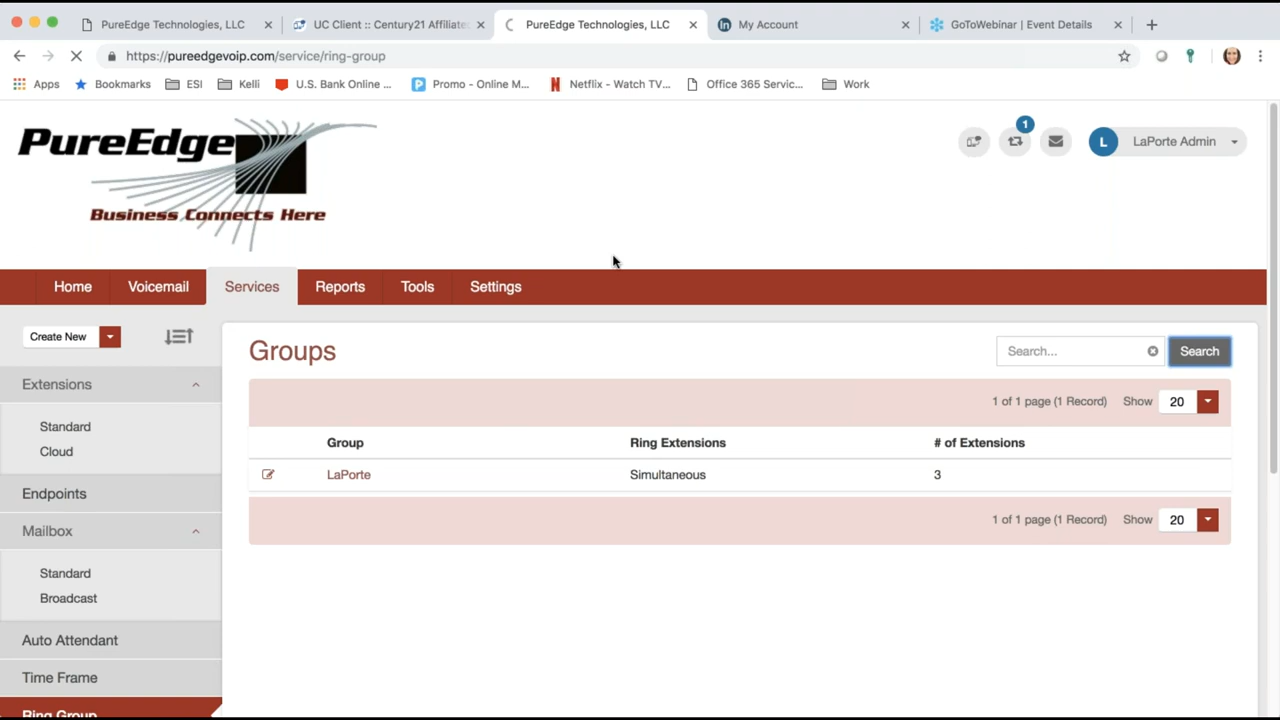 PureEdge Technologies, LLC
UC Client :: Century21 Affiliate:
PureEdge Technologies, LLC
My Account
GoToWebinar | Event Details
https://pureedgevoip.com/service/ring-group
Apps
Bookmarks
ESI
Kelli
U.S. Bank Online ...
Promo - Online M...
Netflix - Watch TV...
Office 365 Servic...
Work
PureEdge
Business Connects Here
1
L
LaPorte Admin
Home
Voicemail
Services
Reports
Tools
Settings
Create New
Groups
Search...
Search
Extensions
Standard
Cloud
Endpoints
Mailbox
Standard
Broadcast
Auto Attendant
Time Frame
Ring Group
1 of 1 page (1 Record) Show 20
Group Ring Extensions # of Extensions
LaPorte Simultaneous 3
1 of 1 page (1 Record) Show 20